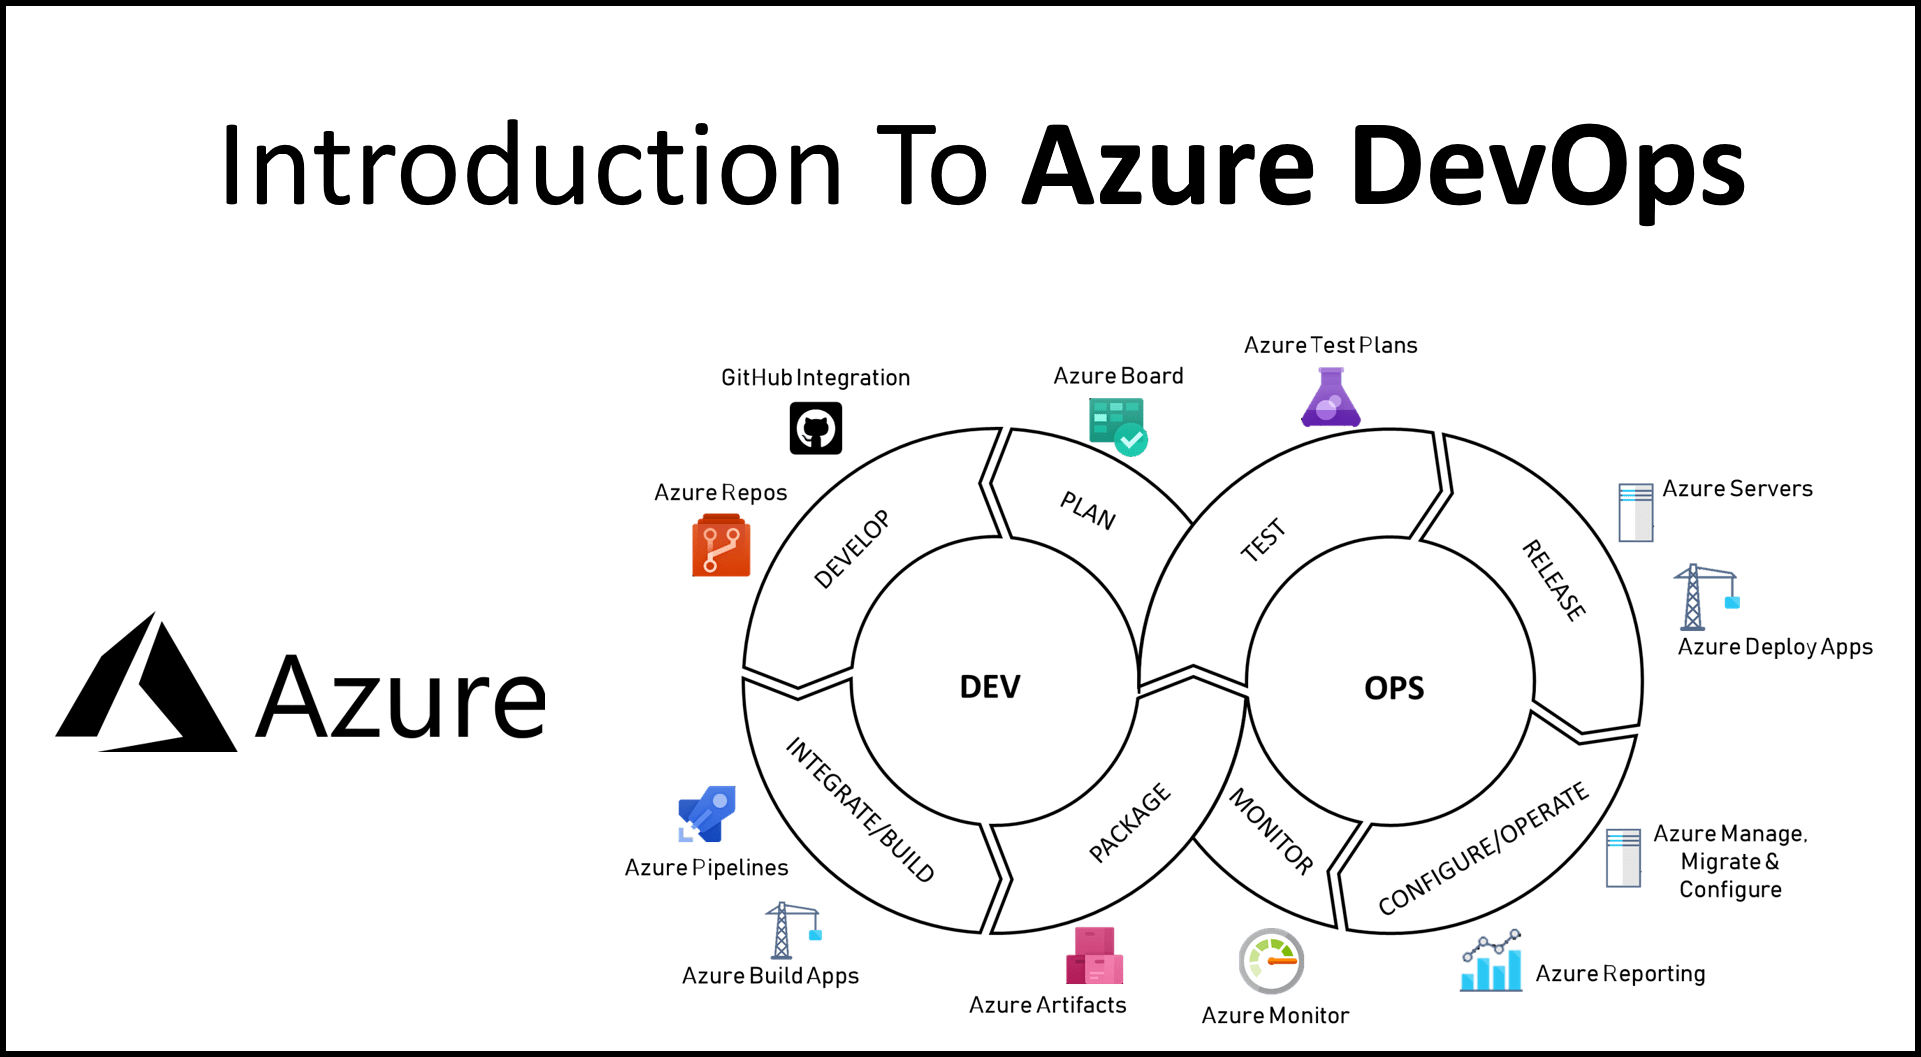 Introduction To Azure DevOps
Azure Test Plans
GitHub Integration
Azure Board
Azure Repos
Azure Servers
PLAN
DEVELOP
TEST
RELEASE
Azure Deploy Apps
Azure
DEV
OPS
INTEGRATE/BUILD
PACKAGE
MONITOR
CONFIGURE/OPERATE
Azure Pipelines
Azure Manage,
Migrate &
Configure
Azure Build Apps
Azure Artifacts
Azure Monitor
Azure Reporting